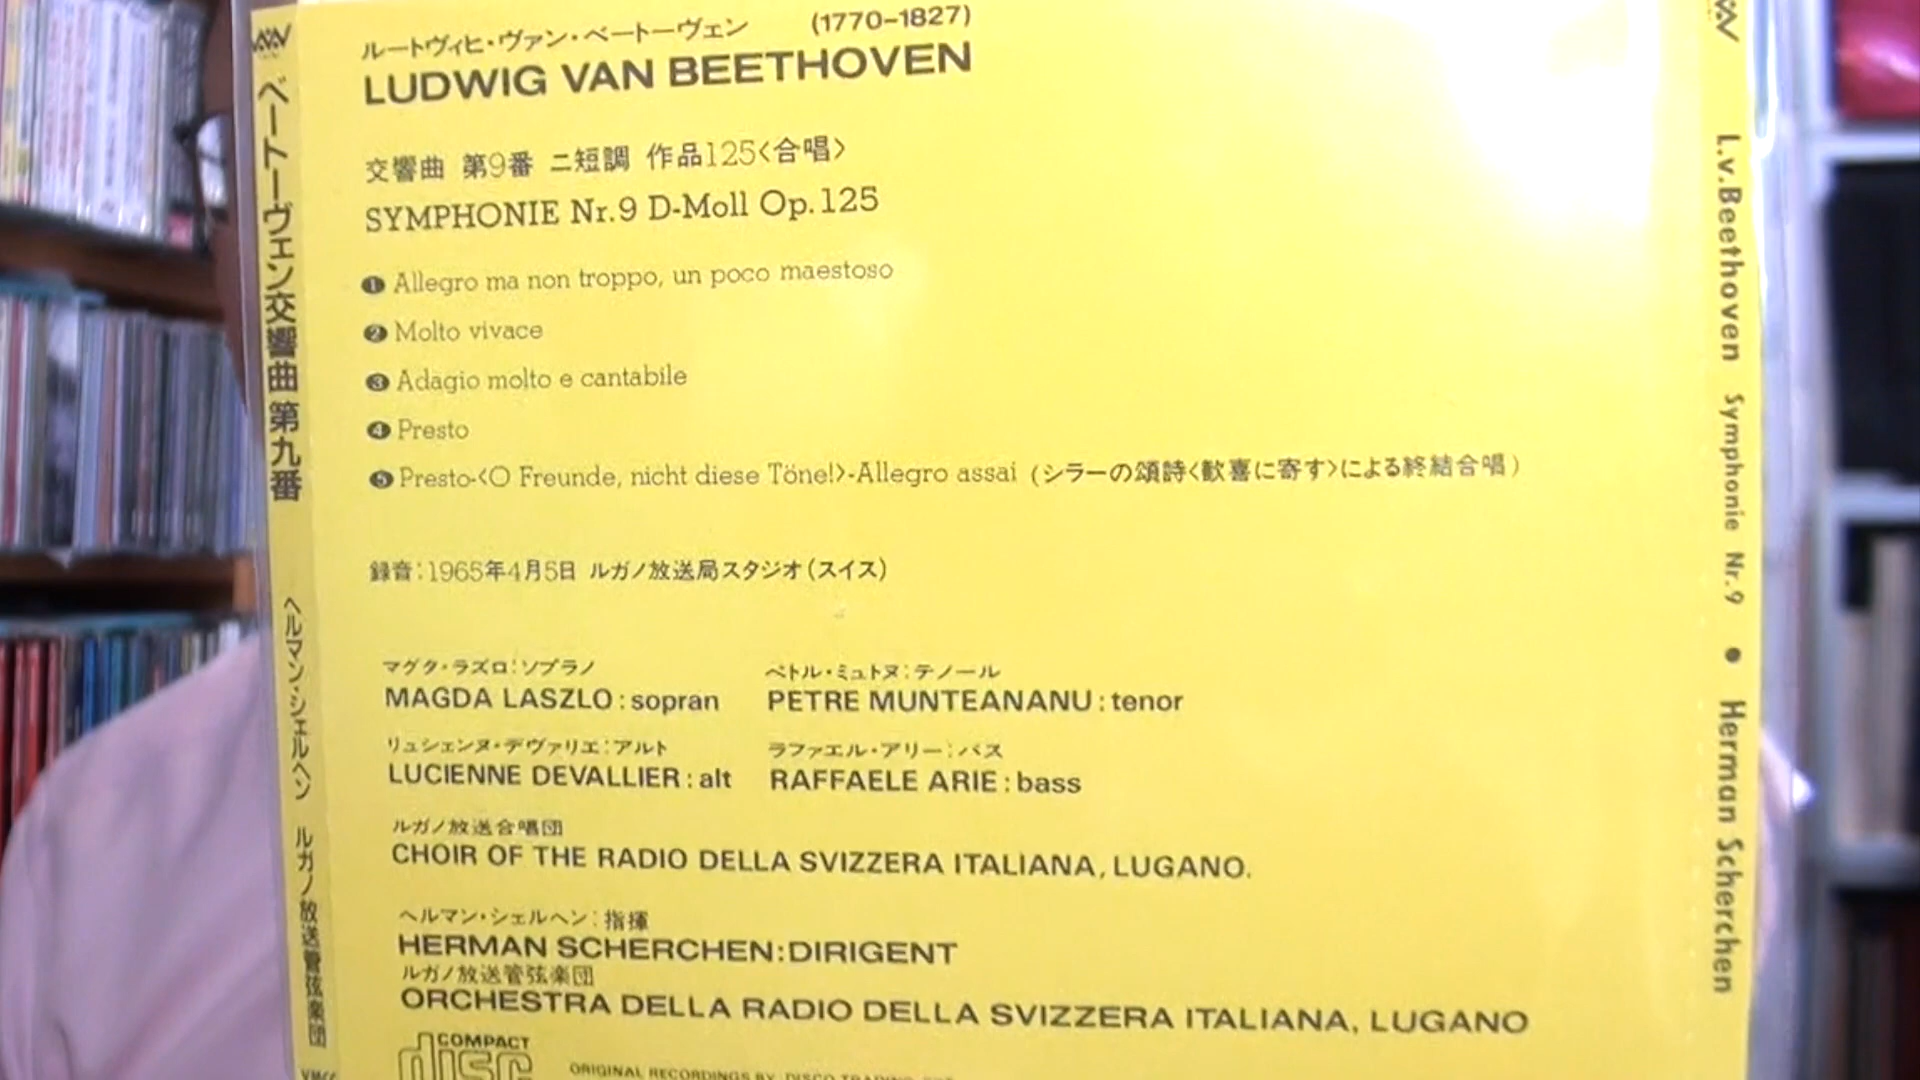 ベートーヴェン交響曲 第九番
ヘルマン・シェルヘン ルガノ放送管弦楽団
ルートヴィヒ・ヴァン・ベートーヴェン (1770–1827)
LUDWIG VAN BEETHOVEN
交響曲 第9番 ニ短調 作品125〈合唱〉
SYMPHONIE Nr.9 D-Moll Op.125
❶ Allegro ma non troppo, un poco maestoso
❷ Molto vivace
❸ Adagio molto e cantabile
❹ Presto
❺ Presto-〈O Freunde, nicht diese Töne!〉-Allegro assai (シラーの頌詩〈歓喜に寄す〉による終結合唱)
録音:1965年4月5日 ルガノ放送局スタジオ(スイス)
マグダ・ラズロ:ソプラノ
MAGDA LASZLO : sopran
ペトル・ミュトヌ:テノール
PETRE MUNTEANANU : tenor
リュシェンヌ・デヴァリエ:アルト
LUCIENNE DEVALLIER : alt
ラファエル・アリー:バス
RAFFAELE ARIE : bass
ルガノ放送合唱団
CHOIR OF THE RADIO DELLA SVIZZERA ITALIANA, LUGANO.
ヘルマン・シェルヘン:指揮
HERMAN SCHERCHEN:DIRIGENT
ルガノ放送管弦楽団
ORCHESTRA DELLA RADIO DELLA SVIZZERA ITALIANA, LUGANO
COMPACT
disc
ORIGINAL RECORDINGS BY DISCO
L.v.Beethoven Symphonie Nr.9 ● Herman Scherchen